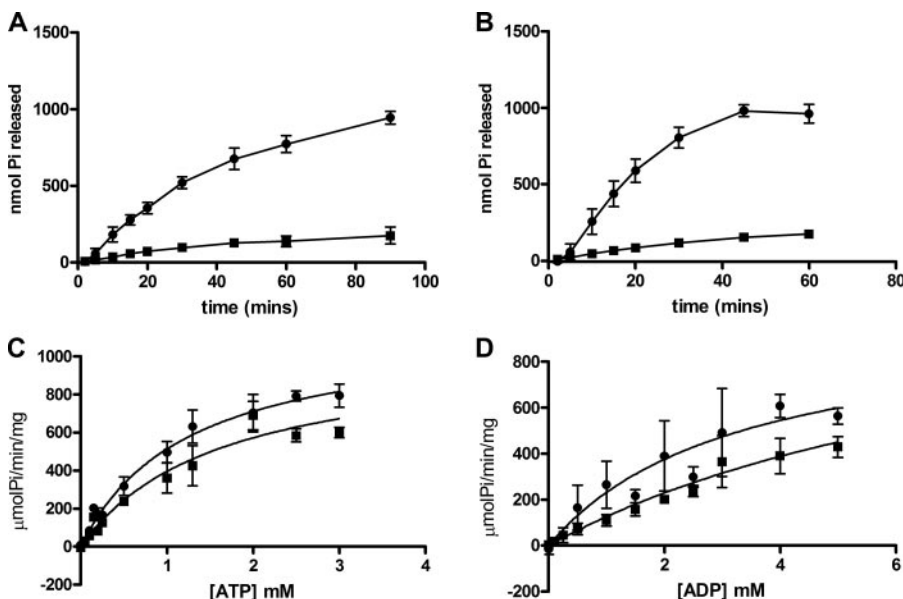 A
1500
1000
500
0
nmol Pi released
0 20 40 60 80 100
time (mins)
B
1500
1000
500
0
nmol Pi released
0 20 40 60 80
time (mins)
C
1000
800
600
400
200
0
-200
μmolPi/min/mg
1 2 3 4
[ATP] mM
D
800
600
400
200
0
-200
μmolPi/min/mg
2 4 6
[ADP] mM